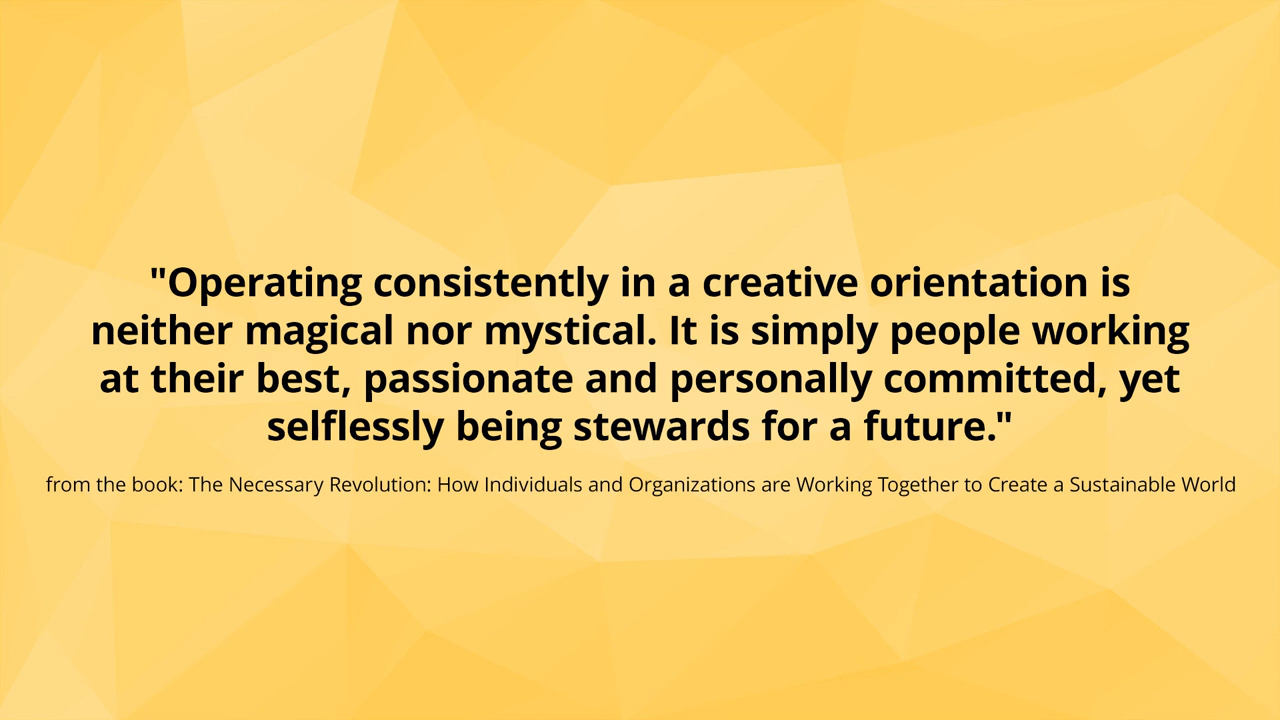 "Operating consistently in a creative orientation is
neither magical nor mystical. It is simply people working
at their best, passionate and personally committed, yet
selflessly being stewards for a future."
from the book: The Necessary Revolution: How Individuals and Organizations are Working Together to Create a Sustainable World